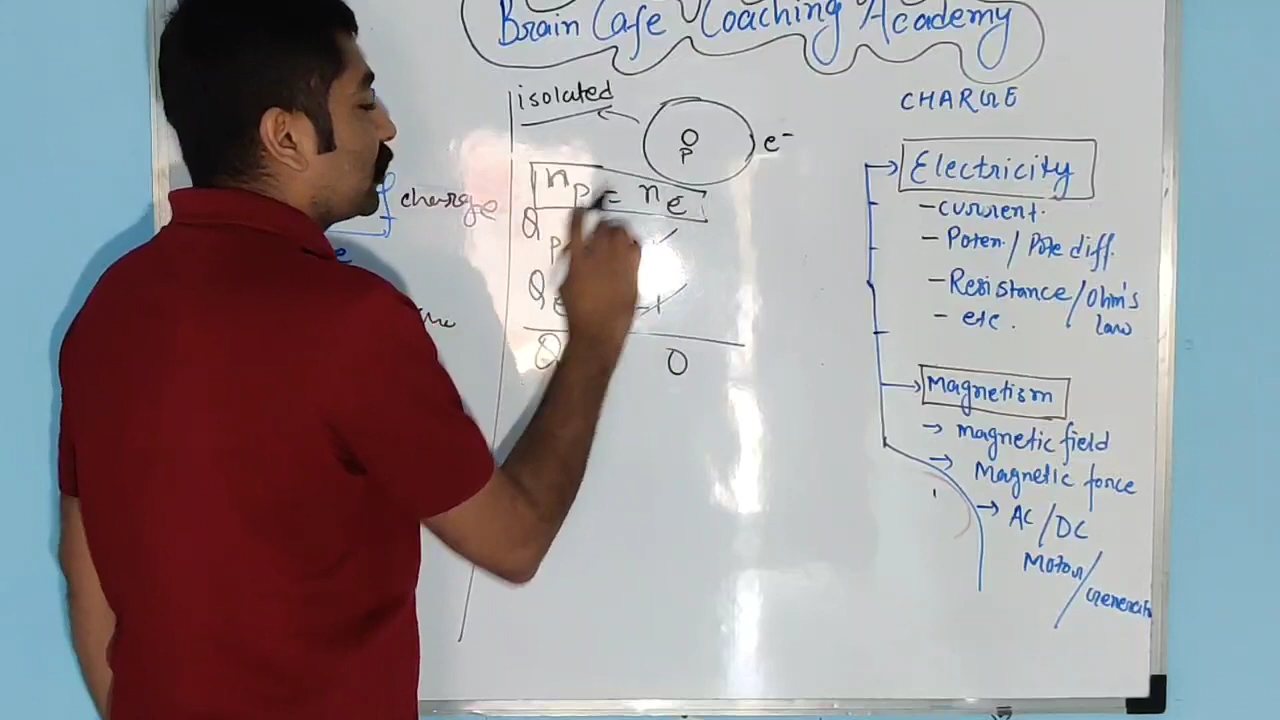 Brain Cafe Coaching Academy
isolated
P
e-
nP = nE
charge
e
Q P
Q e
Q 0
CHARGE
Electricity
- current.
- Poten. / Pote diff.
- Resistance / Ohm's law
- etc.
Magnetism
→ magnetic field
→ Magnetic force
→ AC / DC
Motor / Generator